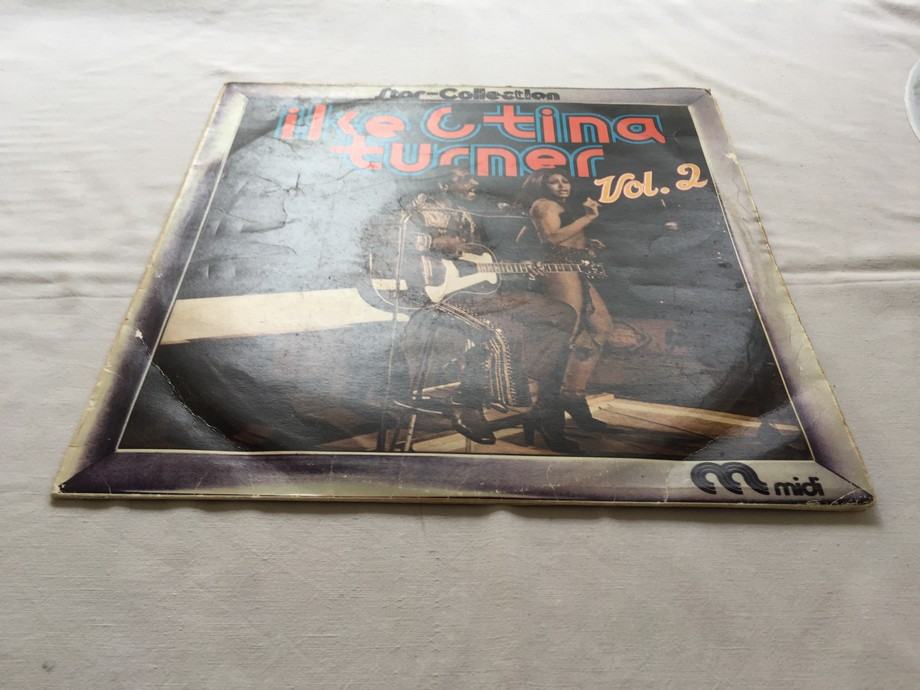 Star-Collection
ike & tina
turner
Vol. 2
midi